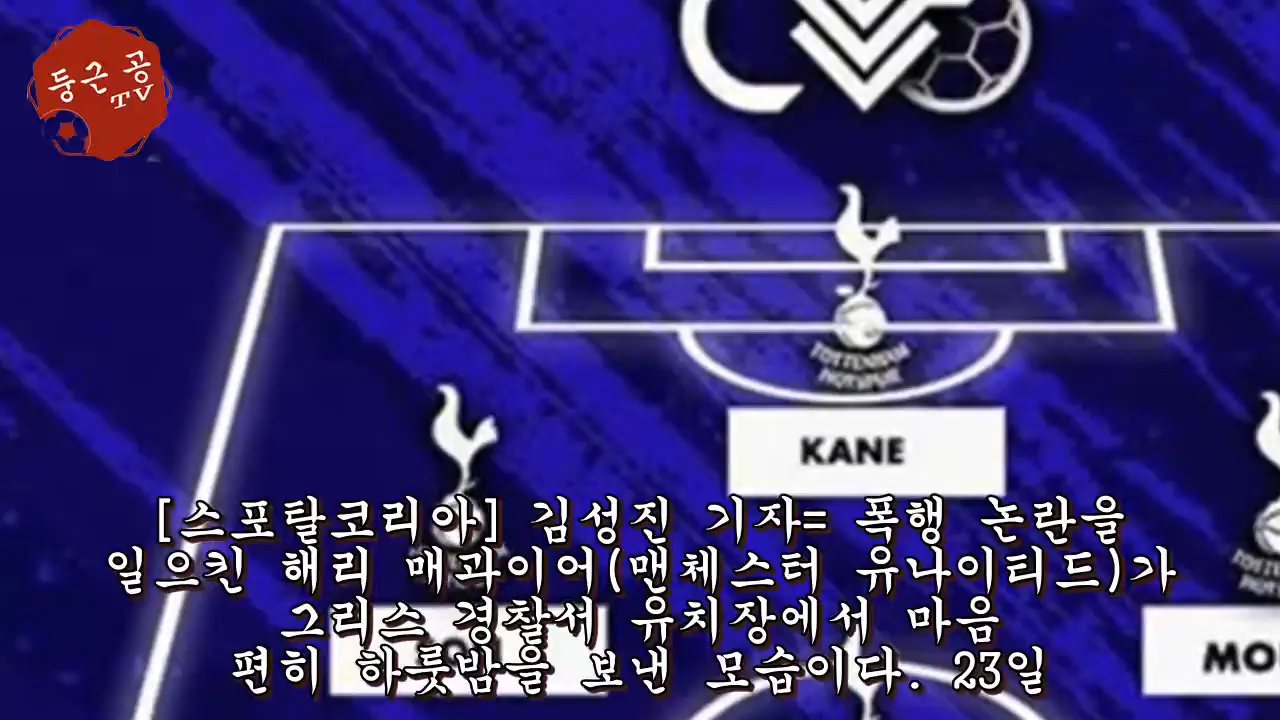 둥근 공
TV
TOTTENHAM
HOTSPUR
KANE
[스포탈코리아] 김성진 기자= 폭행 논란을
일으킨 해리 매과이어(맨체스터 유나이티드)가
그리스 경찰서 유치장에서 마음
편히 하룻밤을 보낸 모습이다. 23일
MO